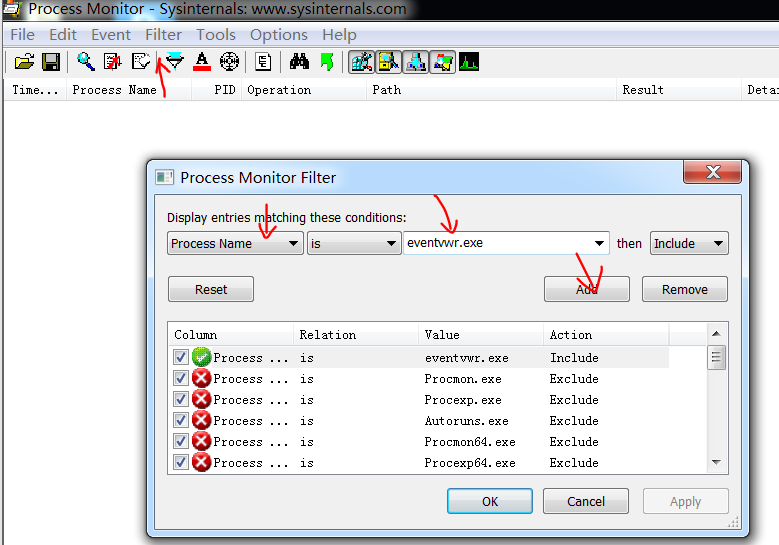 Process Monitor - Sysinternals: www.sysinternals.com
File Edit Event Filter Tools Options Help
Time... Process Name PID Operation Path Result Detai
Process Monitor Filter
Display entries matching these conditions:
Process Name is eventvwr.exe then Include
Reset Add Remove
Column Relation Value Action
Process ... is eventvwr.exe Include
Process ... is Procmon.exe Exclude
Process ... is Procexp.exe Exclude
Process ... is Autoruns.exe Exclude
Process ... is Procmon64.exe Exclude
Process ... is Procexp64.exe Exclude
OK Cancel Apply